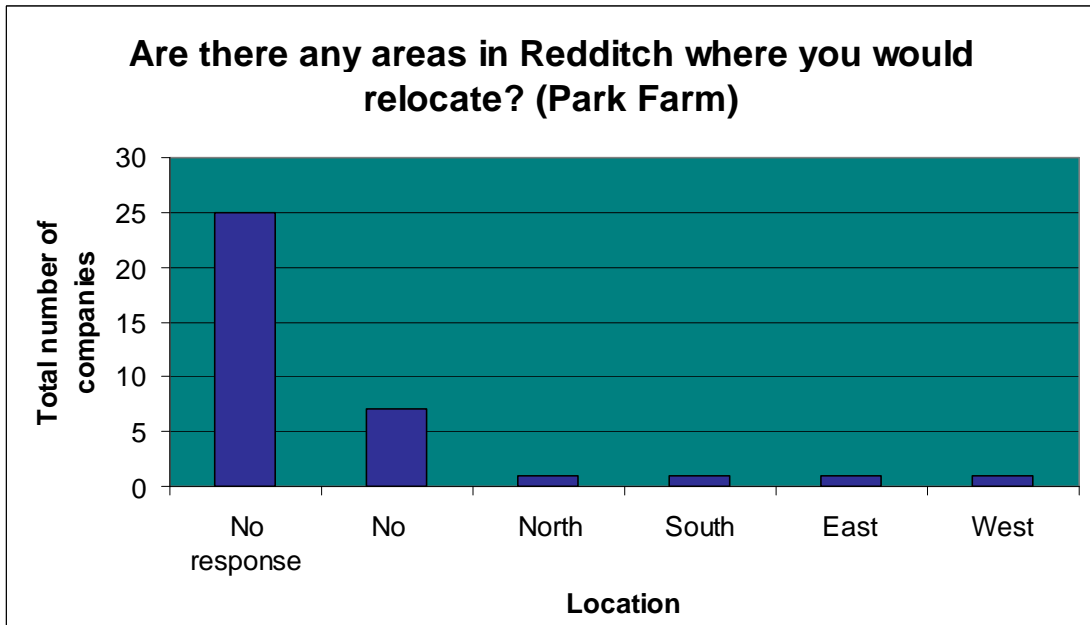 Are there any areas in Redditch where you would
relocate? (Park Farm)
30
25
20
15
10
5
0
Total number of
companies
No
response
No
North
South
East
West
Location